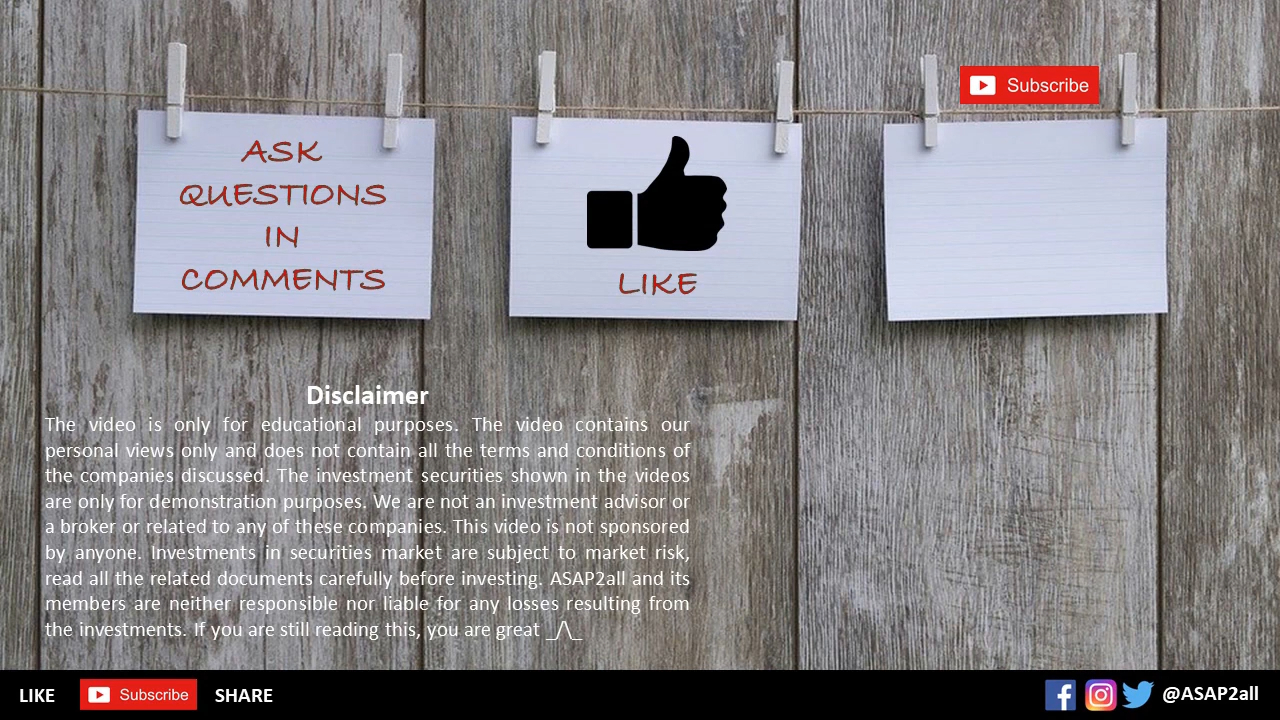 Subscribe
ASK
QUESTIONS
IN
COMMENTS
LIKE
Disclaimer
The video is only for educational purposes. The video contains our
personal views only and does not contain all the terms and conditions of
the companies discussed. The investment securities shown in the videos
are only for demonstration purposes. We are not an investment advisor or
a broker or related to any of these companies. This video is not sponsored
by anyone. Investments in securities market are subject to market risk,
read all the related documents carefully before investing. ASAP2all and its
members are neither responsible nor liable for any losses resulting from
the investments. If you are still reading this, you are great _/\_
LIKE Subscribe SHARE @ASAP2all